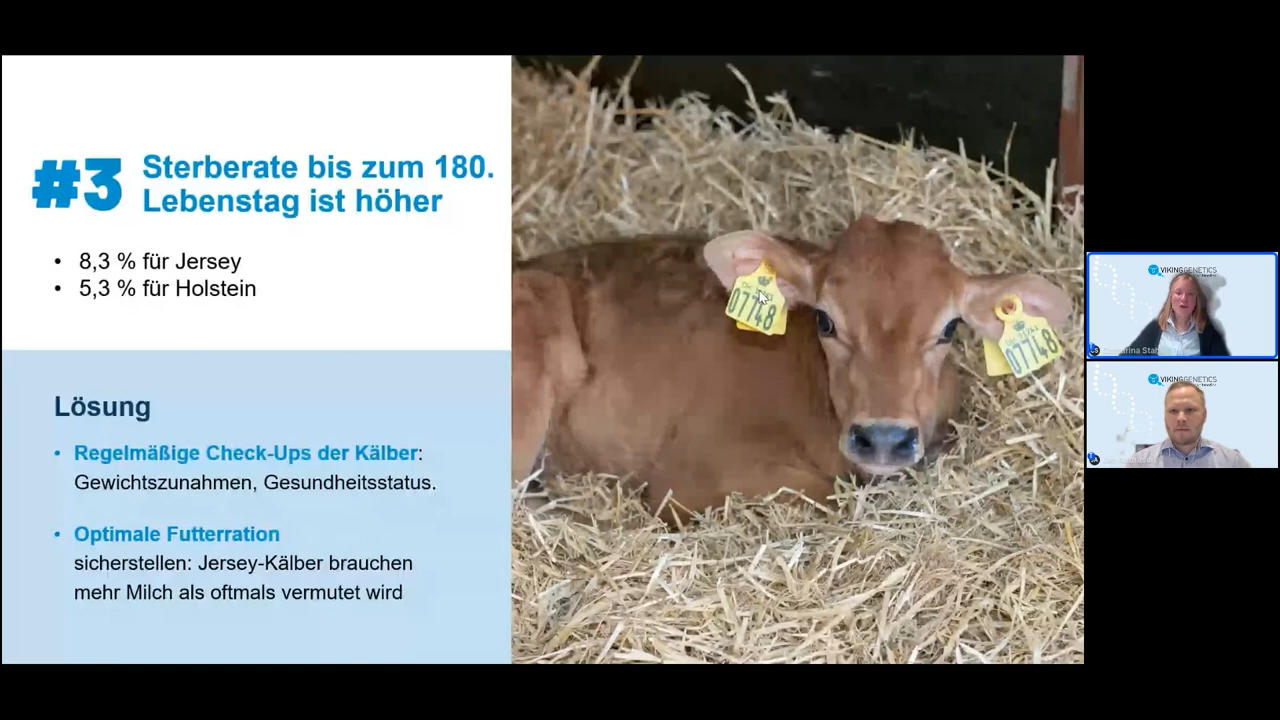 #3
Sterberate bis zum 180.
Lebenstag ist höher
• 8,3 % für Jersey
• 5,3 % für Holstein
Lösung
• Regelmäßige Check-Ups der Kälber:
Gewichtszunahmen, Gesundheitsstatus.
• Optimale Futterration
sicherstellen: Jersey-Kälber brauchen
mehr Milch als oftmals vermutet wird
07748
07748
VIKINGGENETICS
VIKINGGENETICS